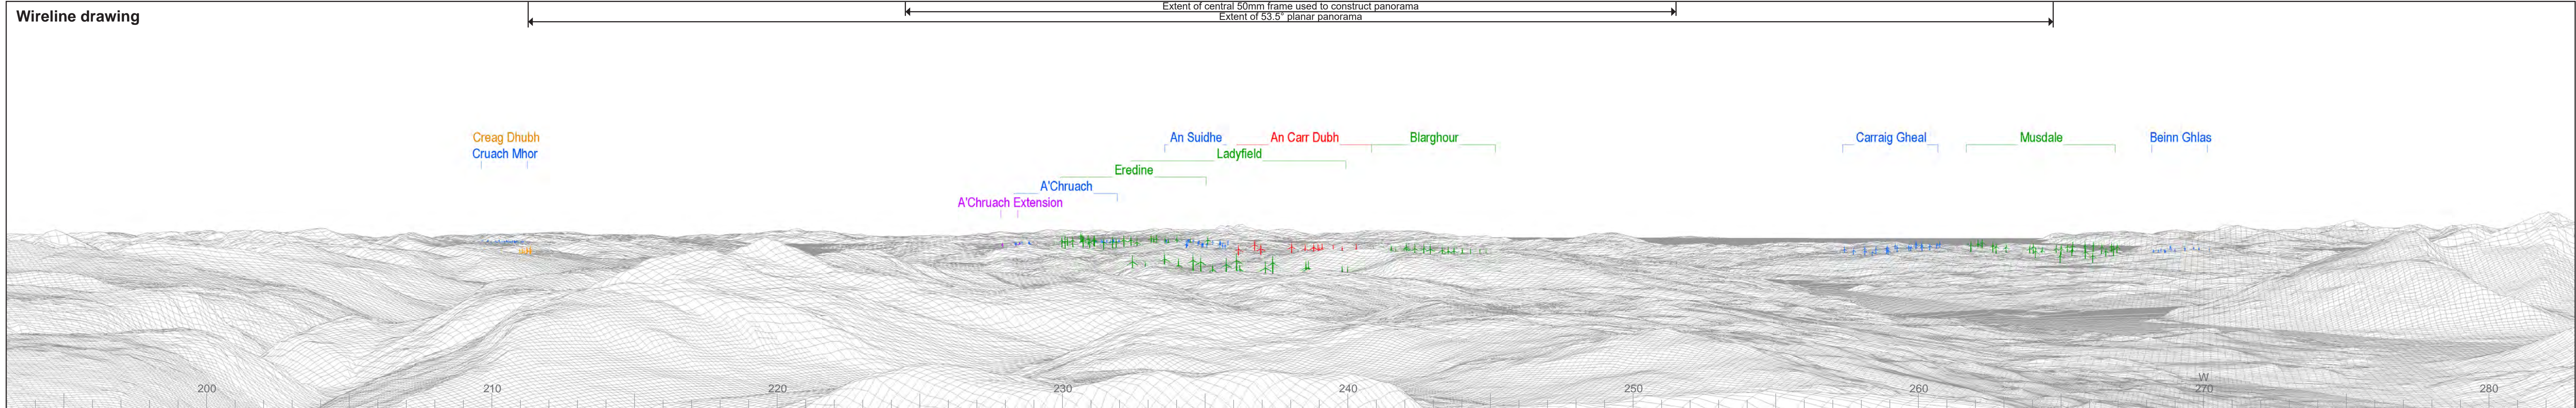 Wireline drawing
Extent of central 50mm frame used to construct panorama
Extent of 53.5° planar panorama
Creag Dhubh
Cruach Mhor
An Suidhe
An Carr Dubh
Blarghour
Ladyfield
Eredine
A'Chruach
A'Chruach Extension
Carraig Gheal
Musdale
Beinn Ghlas
W
200 210 220 230 240 250 260 270 280